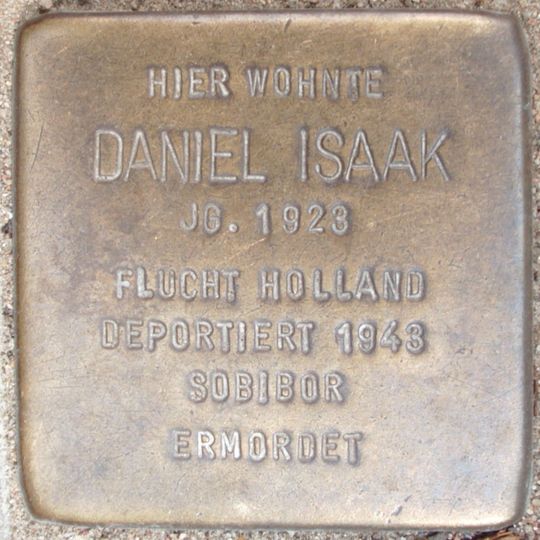 HIER WOHNTE
DANIEL ISAAK
JG. 1923
FLUCHT HOLLAND
DEPORTIERT 1943
SOBIBOR
ERMORDET